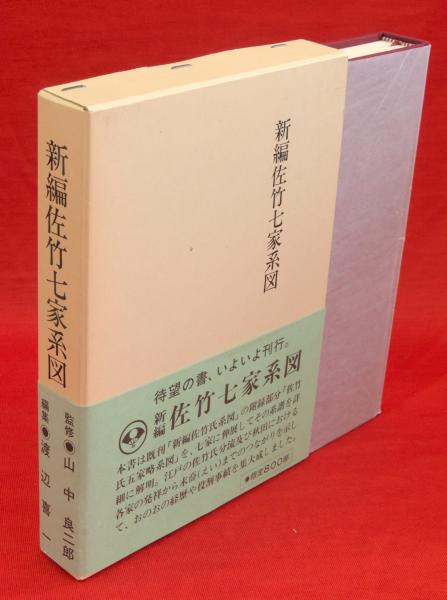 新編佐竹七家系図
新編佐竹七家系図
監修●山中良二郎
編集●渡辺喜一
待望の書、いよいよ刊行。
新編 佐竹七家系図
本書は既刊「新編佐竹氏系図」の附録部分「佐竹
氏五家略系図」を、七家に伸展してその系譜を詳
細に解明。江戸の佐竹氏分流及び秋田における
各家の発祥から末裔(えい)までのつながりを示し
て、おのおのの経歴や役割事績を集大成しました。
●限定800部